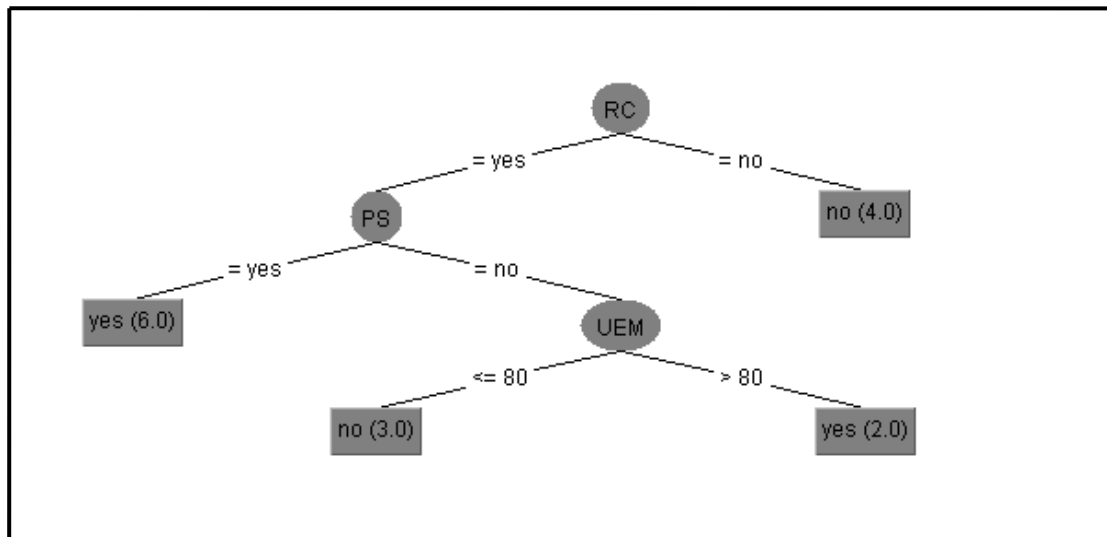 RC
= yes
= no
PS
no (4.0)
= yes
= no
yes (6.0)
UEM
<= 80
> 80
no (3.0)
yes (2.0)